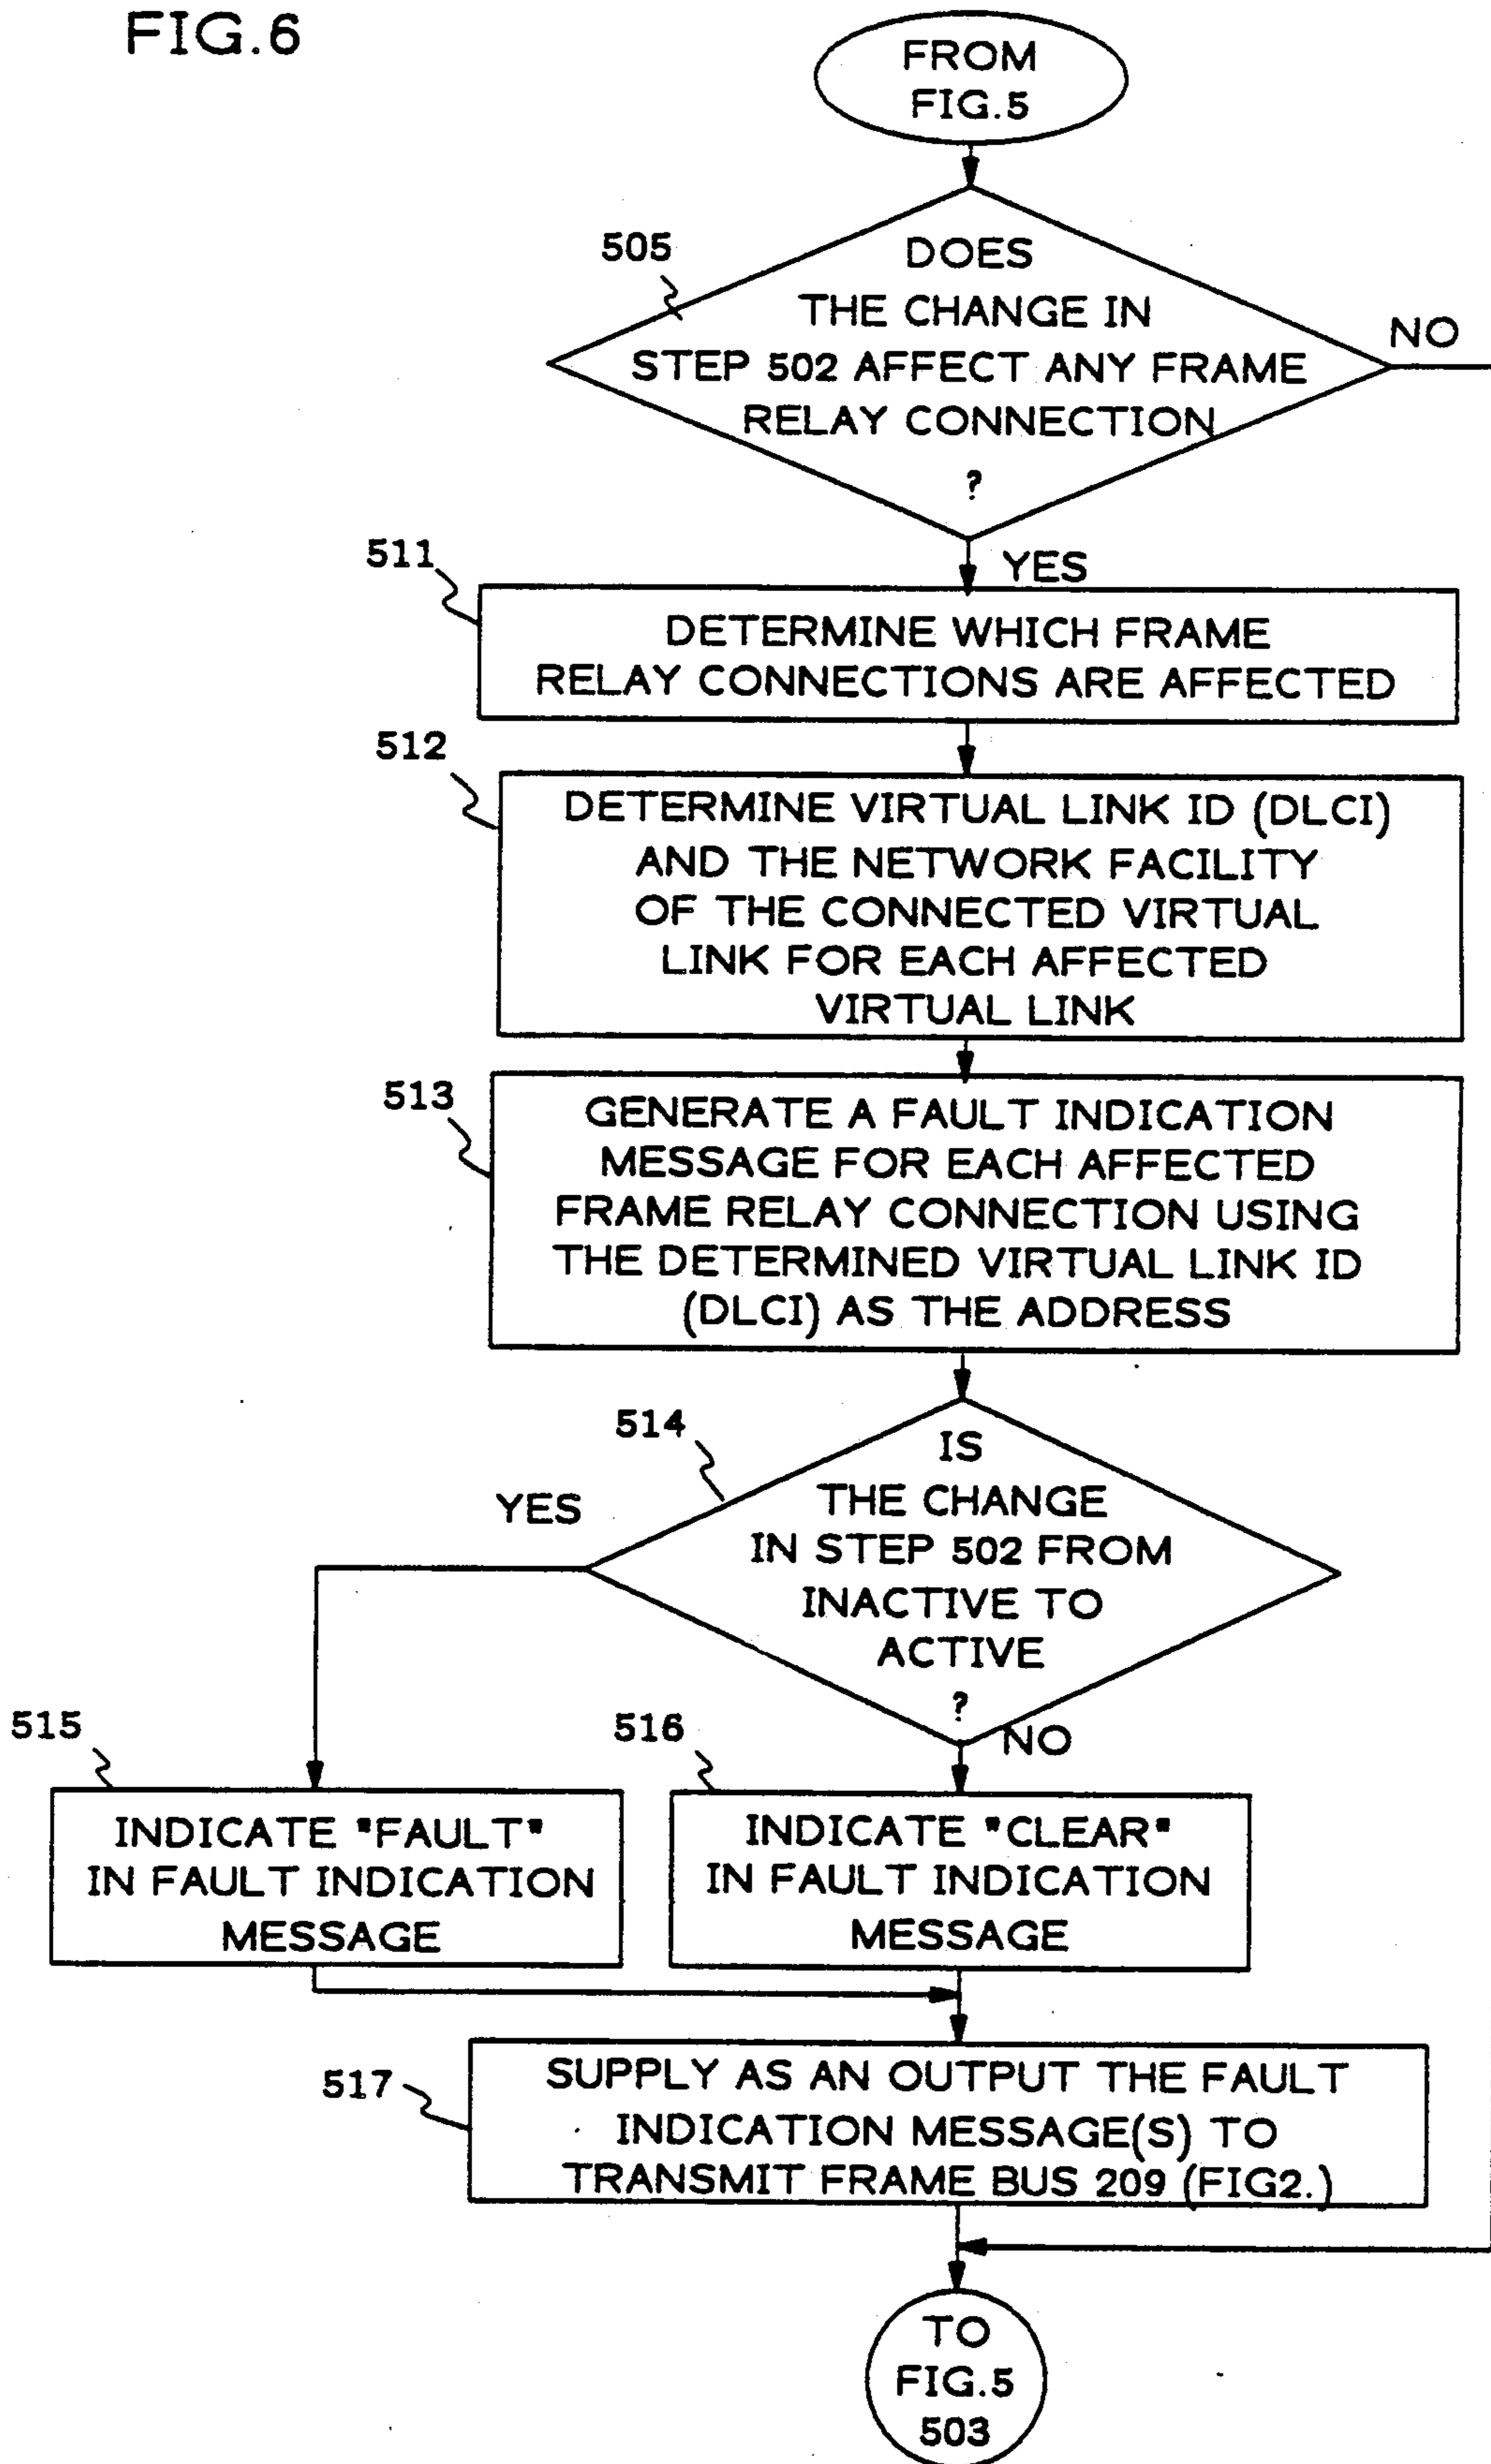 FIG.6
FROM
FIG.5
505
DOES
THE CHANGE IN
STEP 502 AFFECT ANY FRAME
RELAY CONNECTION
?
NO
YES
511
DETERMINE WHICH FRAME
RELAY CONNECTIONS ARE AFFECTED
512
DETERMINE VIRTUAL LINK ID (DLCI)
AND THE NETWORK FACILITY
OF THE CONNECTED VIRTUAL
LINK FOR EACH AFFECTED
VIRTUAL LINK
513
GENERATE A FAULT INDICATION
MESSAGE FOR EACH AFFECTED
FRAME RELAY CONNECTION USING
THE DETERMINED VIRTUAL LINK ID
(DLCI) AS THE ADDRESS
514
IS
THE CHANGE
IN STEP 502 FROM
INACTIVE TO
ACTIVE
?
YES
NO
515
INDICATE "FAULT"
IN FAULT INDICATION
MESSAGE
516
INDICATE "CLEAR"
IN FAULT INDICATION
MESSAGE
517
SUPPLY AS AN OUTPUT THE FAULT
INDICATION MESSAGE(S) TO
TRANSMIT FRAME BUS 209 (FIG2.)
TO
FIG.5
503